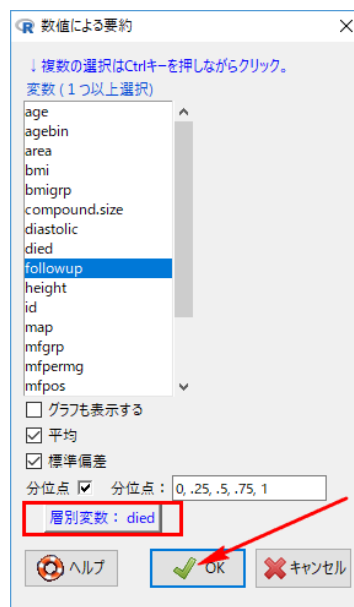 数値による要約
↓複数の選択はCtrlキーを押しながらクリック。
変数(1つ以上選択)
age
agebin
area
bmi
bmigrp
compound.size
diastolic
died
followup
height
id
map
mfgrp
mfpermg
mfpos
グラフも表示する
平均
標準偏差
分位点 分位点： 0, .25, .5, .75, 1
層別変数： died
ヘルプ OK キャンセル